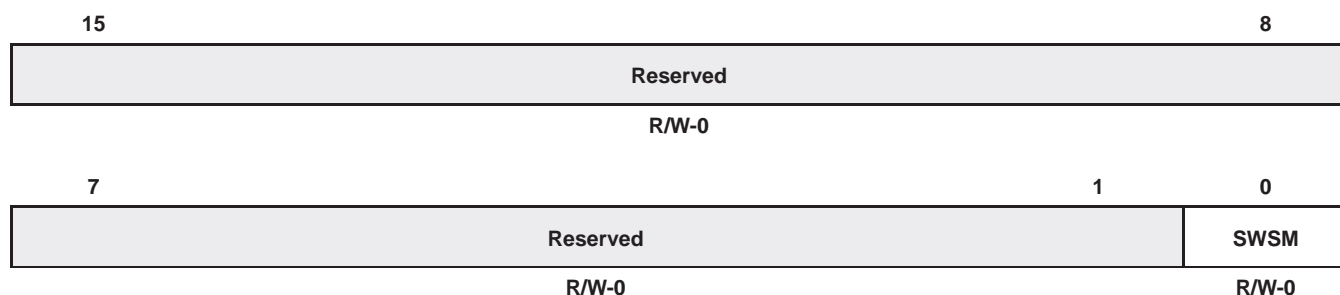 15 8
Reserved
R/W-0
7 1 0
Reserved SWSM
R/W-0 R/W-0